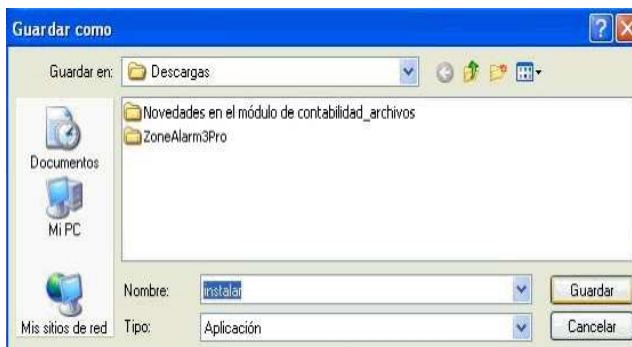 Guardar como
Guardar en: Descargas
Novedades en el módulo de contabilidad_archivos
ZoneAlarm3Pro
Documentos
Mi PC
Mis sitios de red
Nombre: instalar
Guardar
Tipo: Aplicación
Cancelar